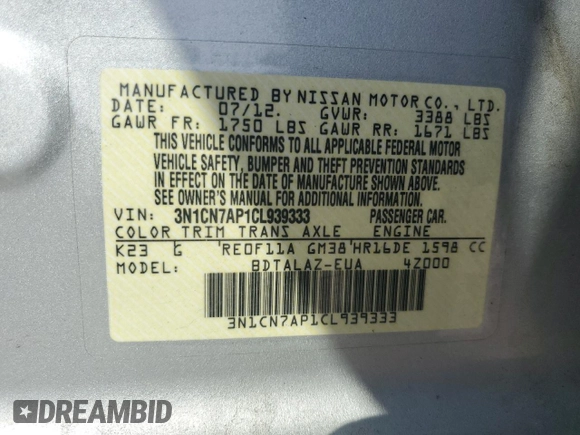 MANUFACTURED BY NISSAN MOTOR CO., LTD.
DATE: 07/12. GVWR: 3388 LBS
GAWR FR: 1750 LBS GAWR RR: 1671 LBS
THIS VEHICLE CONFORMS TO ALL APPLICABLE FEDERAL MOTOR
VEHICLE SAFETY, BUMPER AND THEFT PREVENTION STANDARDS
IN EFFECT ON THE DATE OF MANUFACTURE SHOWN ABOVE.
SEE OWNER'S MANUAL FOR ADDITIONAL INFORMATION.
VIN: 3N1CN7AP1CL939333 PASSENGER CAR.
COLOR TRIM TRANS AXLE ENGINE
K23 G RE0F11A GM38 HR16DE 1598 CC
MODEL: BDTALAZ-EUA 4Z000
3N1CN7AP1CL939333
DREAMBID